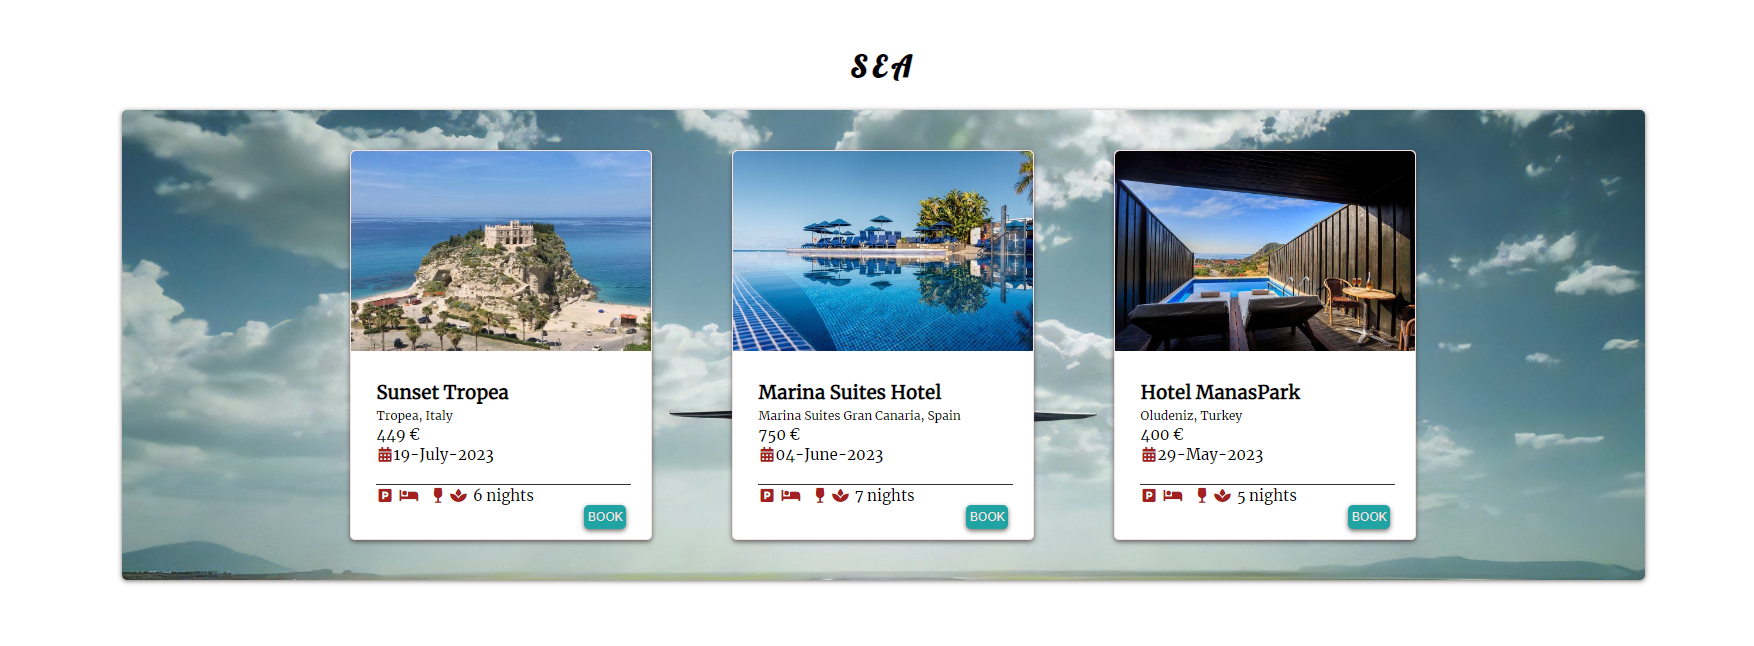 SEA
Sunset Tropea
Tropea, Italy
449 €
19-July-2023
P 6 nights
BOOK
Marina Suites Hotel
Marina Suites Gran Canaria, Spain
750 €
04-June-2023
P 7 nights
BOOK
Hotel ManasPark
Oludeniz, Turkey
400 €
29-May-2023
P 5 nights
BOOK